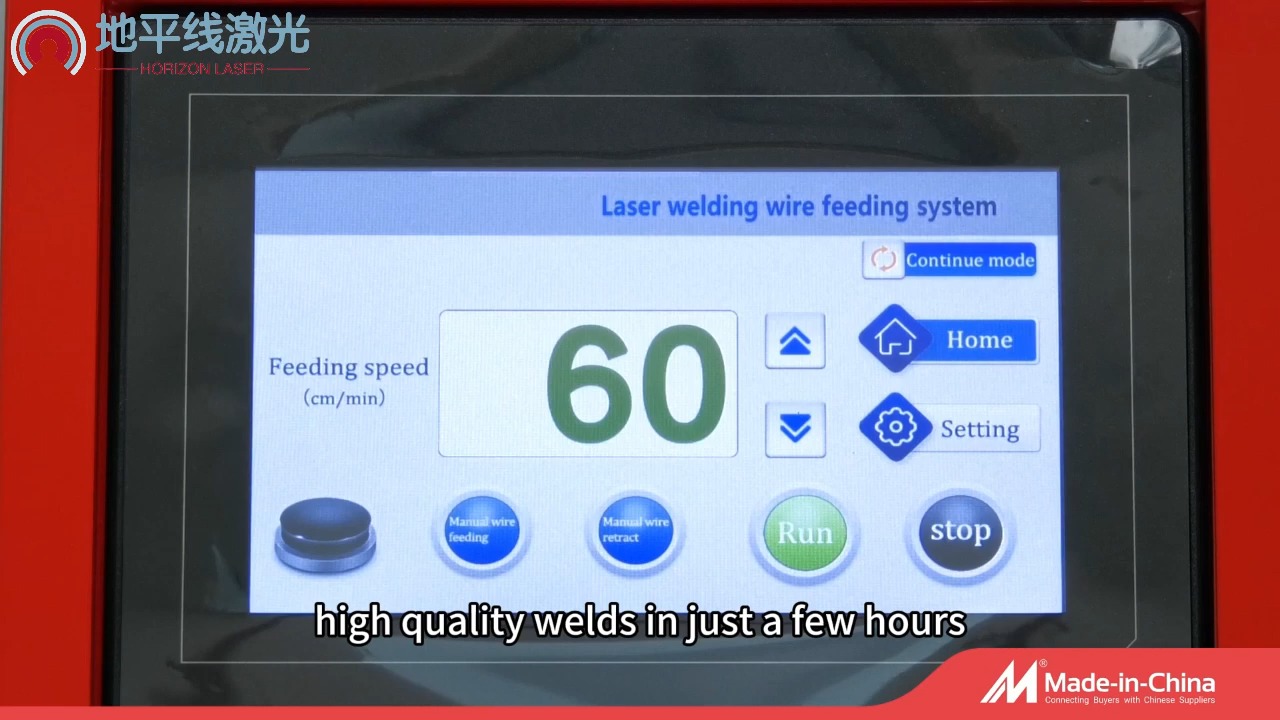 地平线激光
HORIZON LASER
Laser welding wire feeding system
Continue mode
Feeding speed
(cm/min)
60
Home
Setting
Manual wire
feeding
Manual wire
retract
Run
stop
high quality welds in just a few hours
Made-in-China
®
Connecting Buyers with Chinese Suppliers